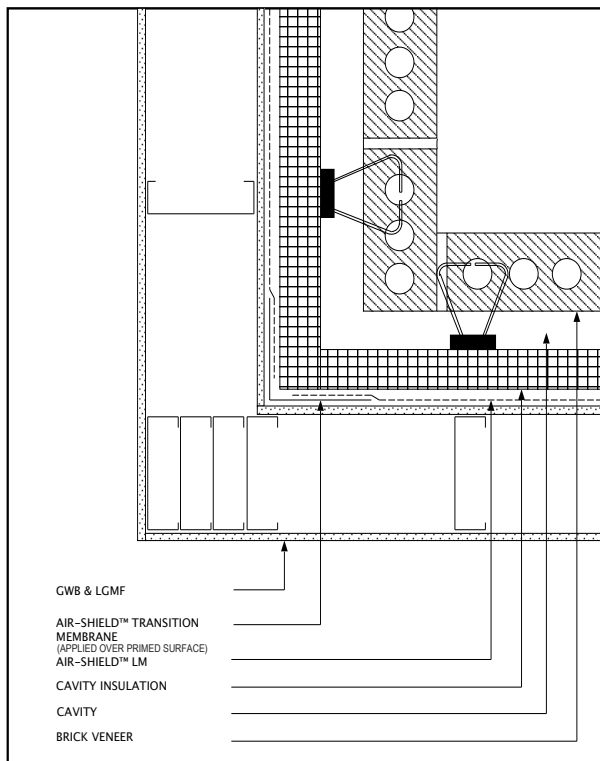 GWB & LGMF
AIR-SHIELD™ TRANSITION
MEMBRANE
(APPLIED OVER PRIMED SURFACE)
AIR-SHIELD™ LM
CAVITY INSULATION
CAVITY
BRICK VENEER